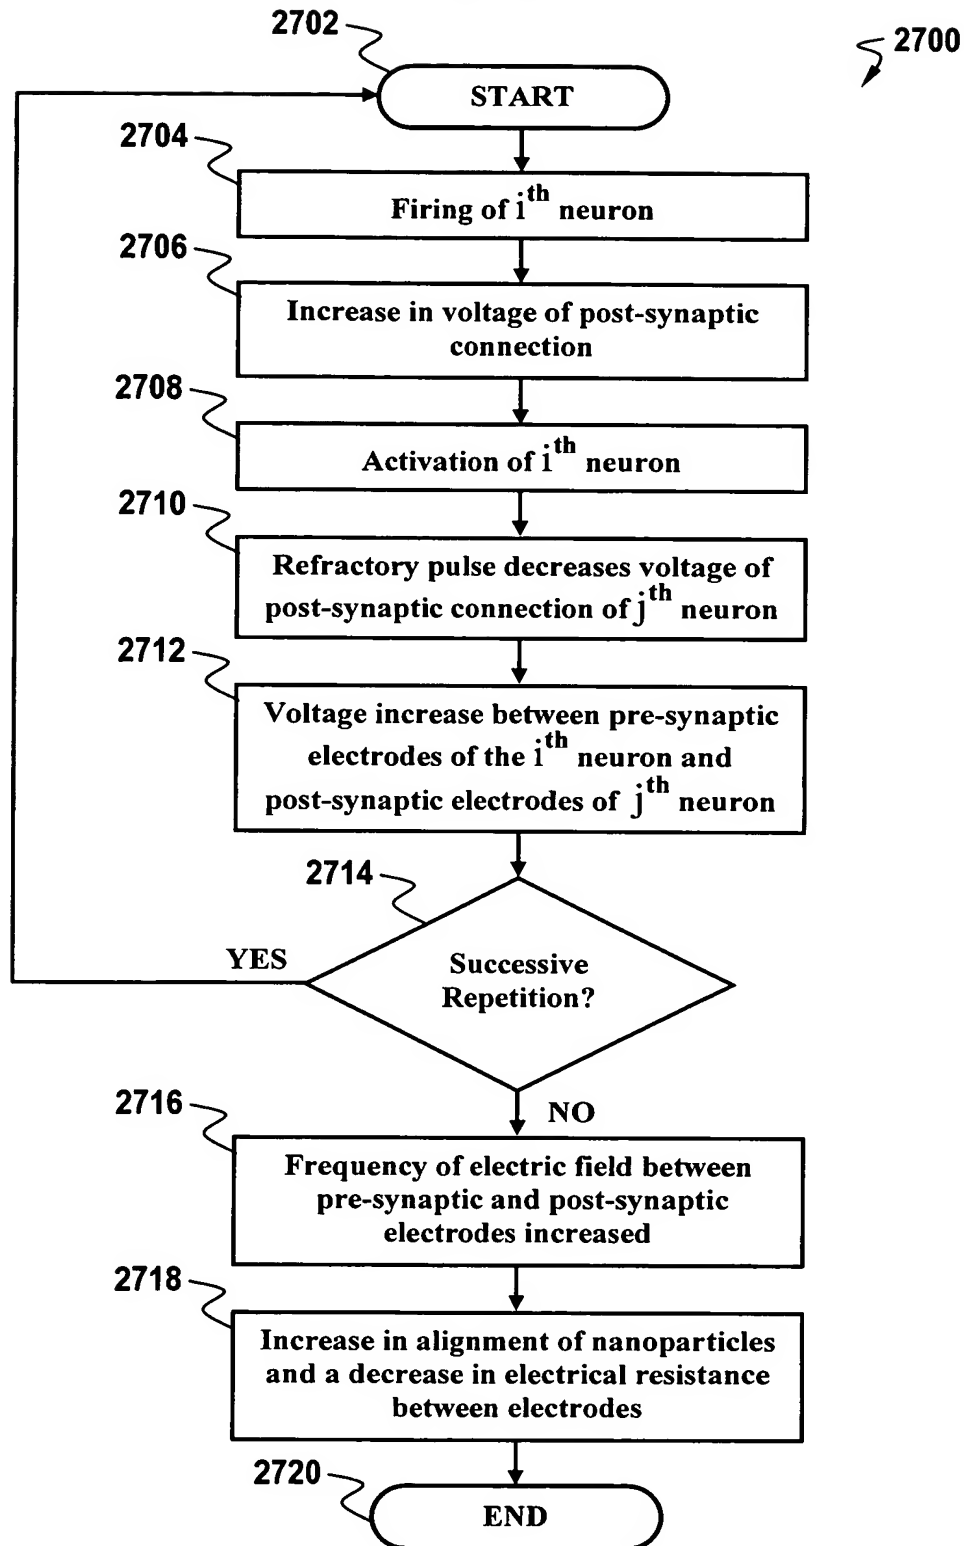 2702
2700
START
2704
Firing of i^th neuron
2706
Increase in voltage of post-synaptic
connection
2708
Activation of i^th neuron
2710
Refractory pulse decreases voltage of
post-synaptic connection of j^th neuron
2712
Voltage increase between pre-synaptic
electrodes of the i^th neuron and
post-synaptic electrodes of j^th neuron
2714
YES
Successive
Repetition?
2716
NO
Frequency of electric field between
pre-synaptic and post-synaptic
electrodes increased
2718
Increase in alignment of nanoparticles
and a decrease in electrical resistance
between electrodes
2720
END